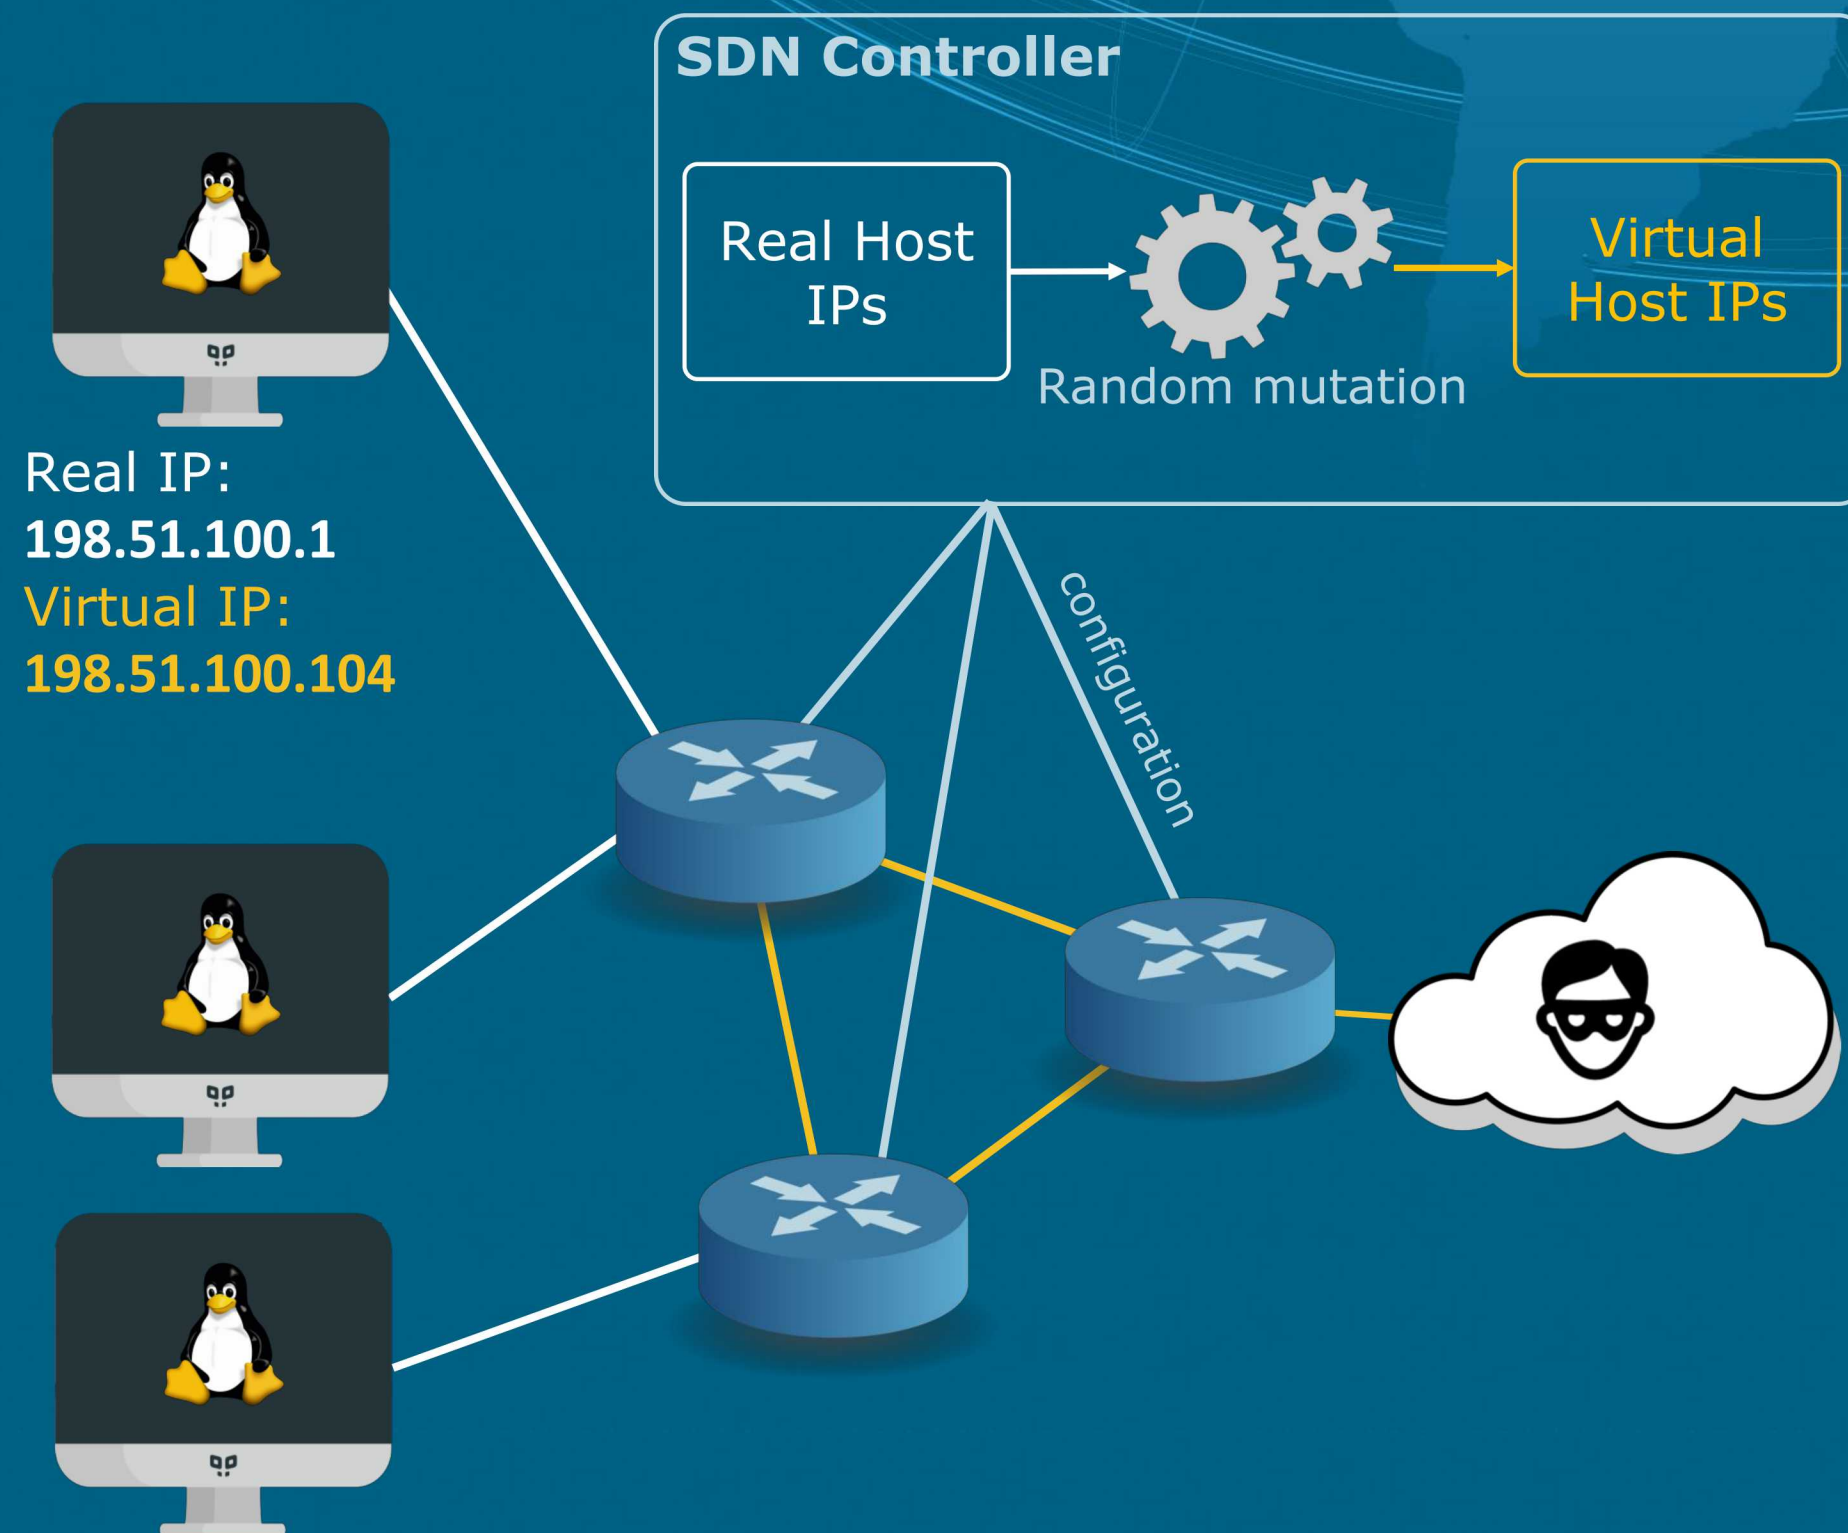 SDN Controller
Real Host
IPs
Random mutation
Virtual
Host IPs
Real IP:
198.51.100.1
Virtual IP:
198.51.100.104
configuration